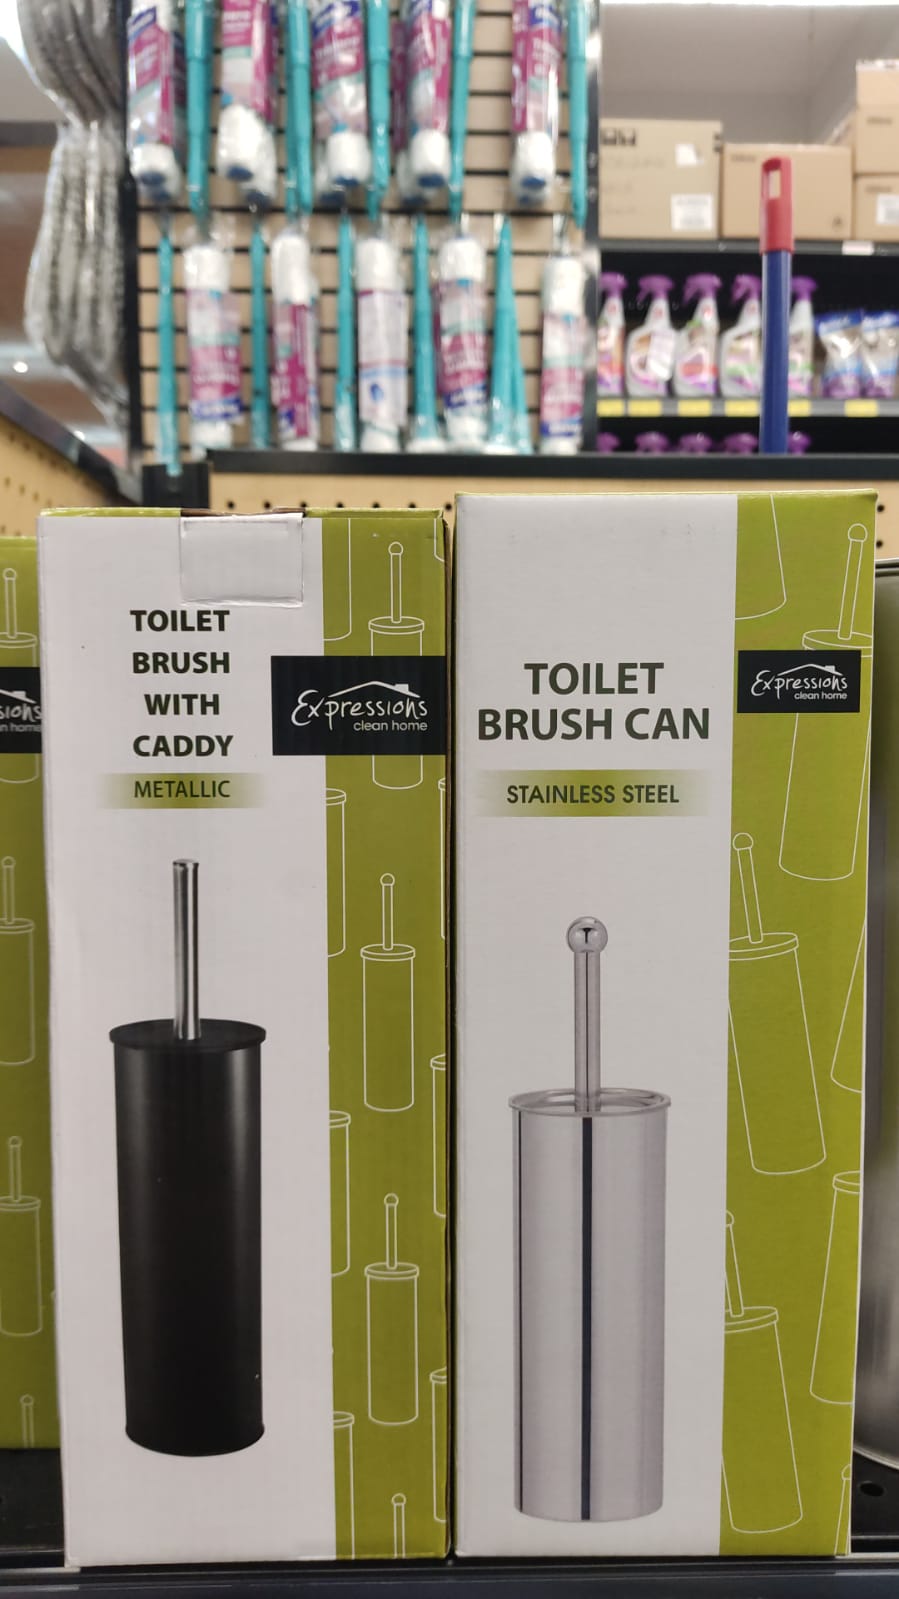 TOILET
BRUSH
WITH
CADDY
METALLIC
Expressions
clean home
TOILET
BRUSH CAN
STAINLESS STEEL
Expressions
clean home